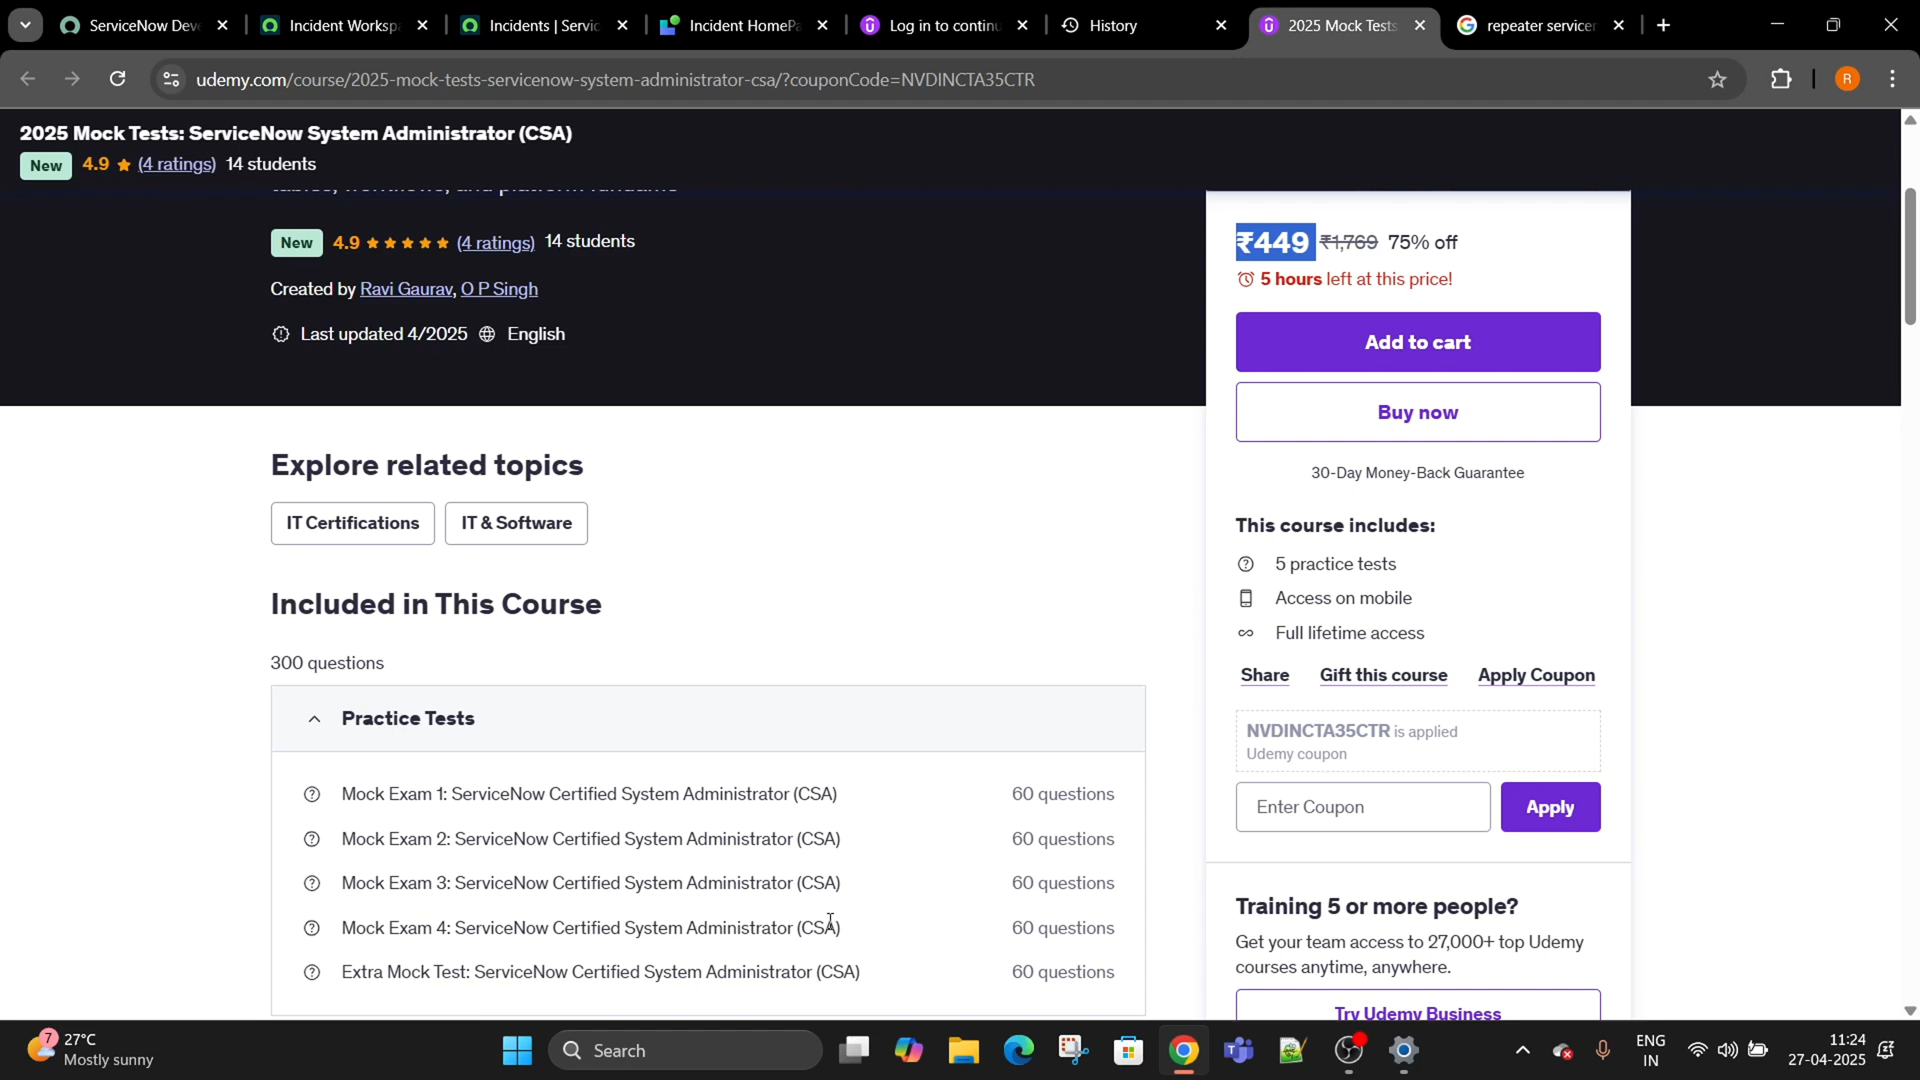 ServiceNow Dev
Incident Worksp
Incidents | Servic
Incident HomePa
Log in to continu
History
2025 Mock Tests
repeater service
udemy.com/course/2025-mock-tests-servicenow-system-administrator-csa/?couponCode=NVDINCTA35CTR
R
2025 Mock Tests: ServiceNow System Administrator (CSA)
New 4.9 (4 ratings) 14 students
New 4.9 (4 ratings) 14 students
Created by Ravi Gaurav, O P Singh
Last updated 4/2025 English
Explore related topics
IT Certifications
IT & Software
Included in This Course
300 questions
Practice Tests
Mock Exam 1: ServiceNow Certified System Administrator (CSA) 60 questions
Mock Exam 2: ServiceNow Certified System Administrator (CSA) 60 questions
Mock Exam 3: ServiceNow Certified System Administrator (CSA) 60 questions
Mock Exam 4: ServiceNow Certified System Administrator (CSA) 60 questions
Extra Mock Test: ServiceNow Certified System Administrator (CSA) 60 questions
₹449 ₹1,769 75% off
5 hours left at this price!
Add to cart
Buy now
30-Day Money-Back Guarantee
This course includes:
5 practice tests
Access on mobile
Full lifetime access
Share Gift this course Apply Coupon
NVDINCTA35CTR is applied
Udemy coupon
Enter Coupon
Apply
Training 5 or more people?
Get your team access to 27,000+ top Udemy
courses anytime, anywhere.
Try Udemy Business
7
27°C
Mostly sunny
Search
ENG
IN
11:24
27-04-2025